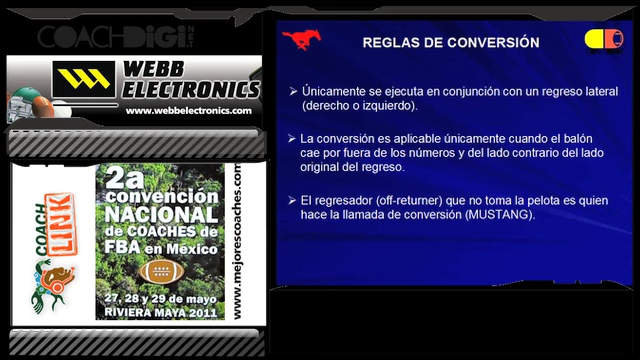 COACHDiGi.NET
WEBB
ELECTRONICS
www.webbelectronics.com
COACH
LINK
2a
convención
NACIONAL
de COACHES de
FBA en Mexico
27, 28 y 29 de mayo
RIVIERA MAYA 2011
www.mejorescoaches.com
REGLAS DE CONVERSIÓN
Únicamente se ejecuta en conjunción con un regreso lateral
(derecho o izquierdo).
La conversión es aplicable únicamente cuando el balón
cae por fuera de los números y del lado contrario del lado
original del regreso.
El regresador (off-returner) que no toma la pelota es quien
hace la llamada de conversión (MUSTANG).